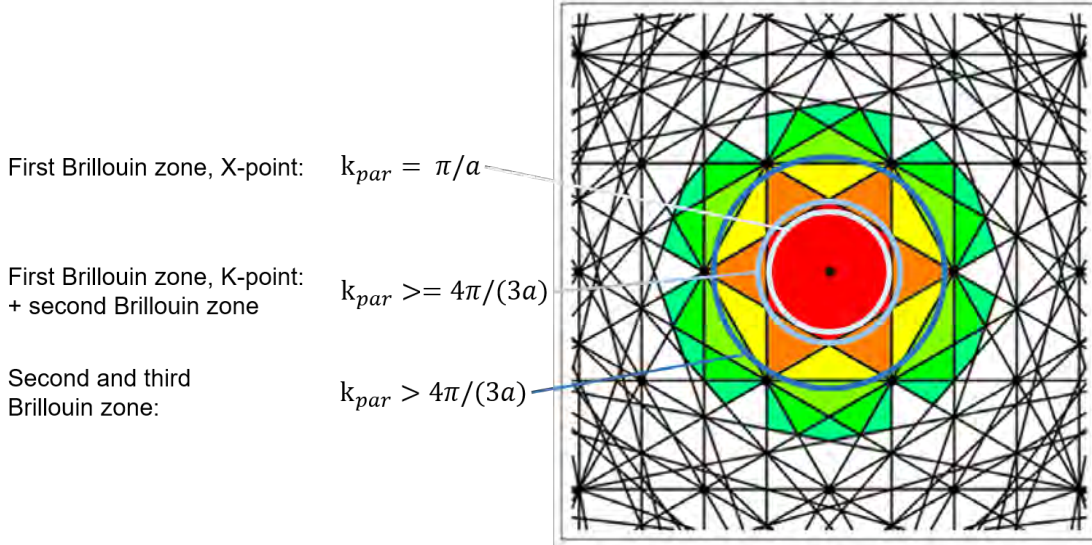 First Brillouin zone, X-point: k_par = π/a
First Brillouin zone, K-point:
+ second Brillouin zone k_par >= 4π/(3a)
Second and third
Brillouin zone: k_par > 4π/(3a)